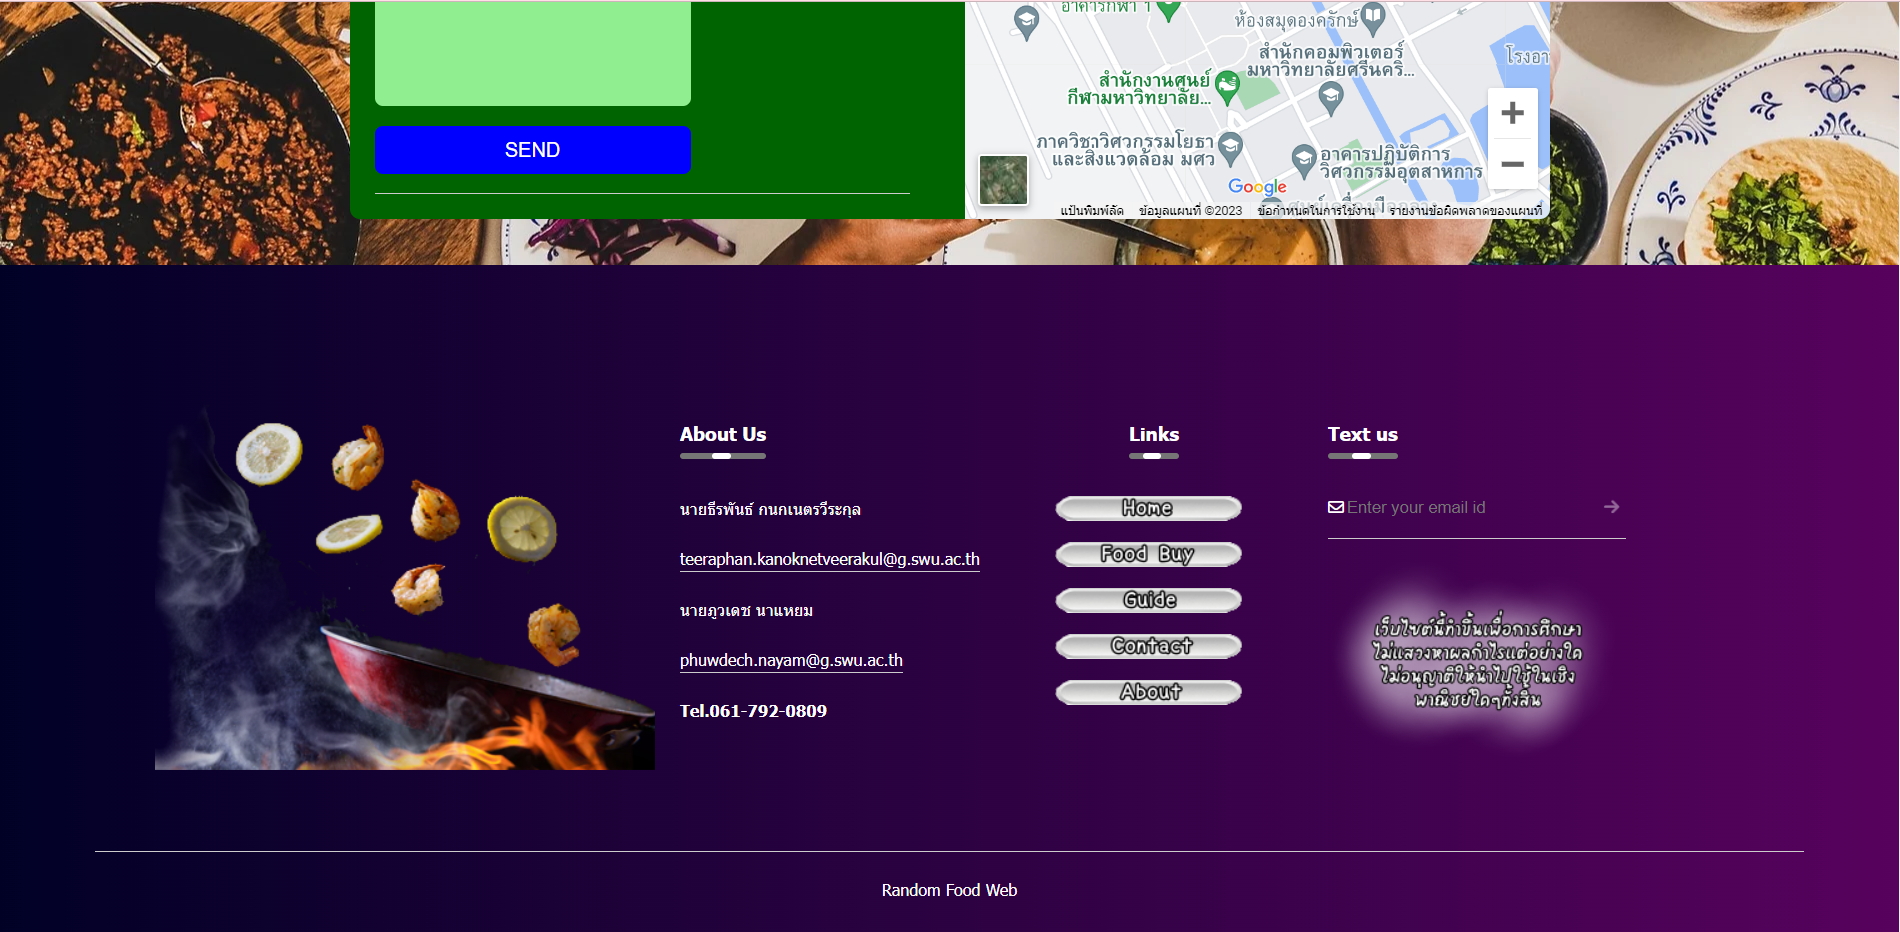 อาคารกีฬา 1
ห้องสมุดองครักษ์
สำนักคอมพิวเตอร์
มหาวิทยาลัยศรีนคริ...
โรงอา
สำนักงานศูนย์
กีฬามหาวิทยาลัย...
ภาควิชาวิศวกรรมโยธา
และสิ่งแวดล้อม มศว
อาคารปฏิบัติการ
วิศวกรรมอุตสาหการ
SEND
Google
แป้นพิมพ์ลัด ข้อมูลแผนที่ ©2023 ข้อกำหนดในการใช้งาน รายงานข้อผิดพลาดของแผนที่
About Us
นายธีรพันธ์ กนกเนตรวีระกุล
teeraphan.kanoknetveerakul@g.swu.ac.th
นายภูวเดช นาแหยม
phuwdech.nayam@g.swu.ac.th
Tel.061-792-0809
Links
Home
Food Buy
Guide
Contact
About
Text us
Enter your email id
เว็บไซต์นี้ทำขึ้นเพื่อการศึกษา
ไม่แสวงหาผลกำไรแต่อย่างใด
ไม่อนุญาติให้นำไปใช้ในเชิง
พาณิชย์ใดๆทั้งสิ้น
Random Food Web